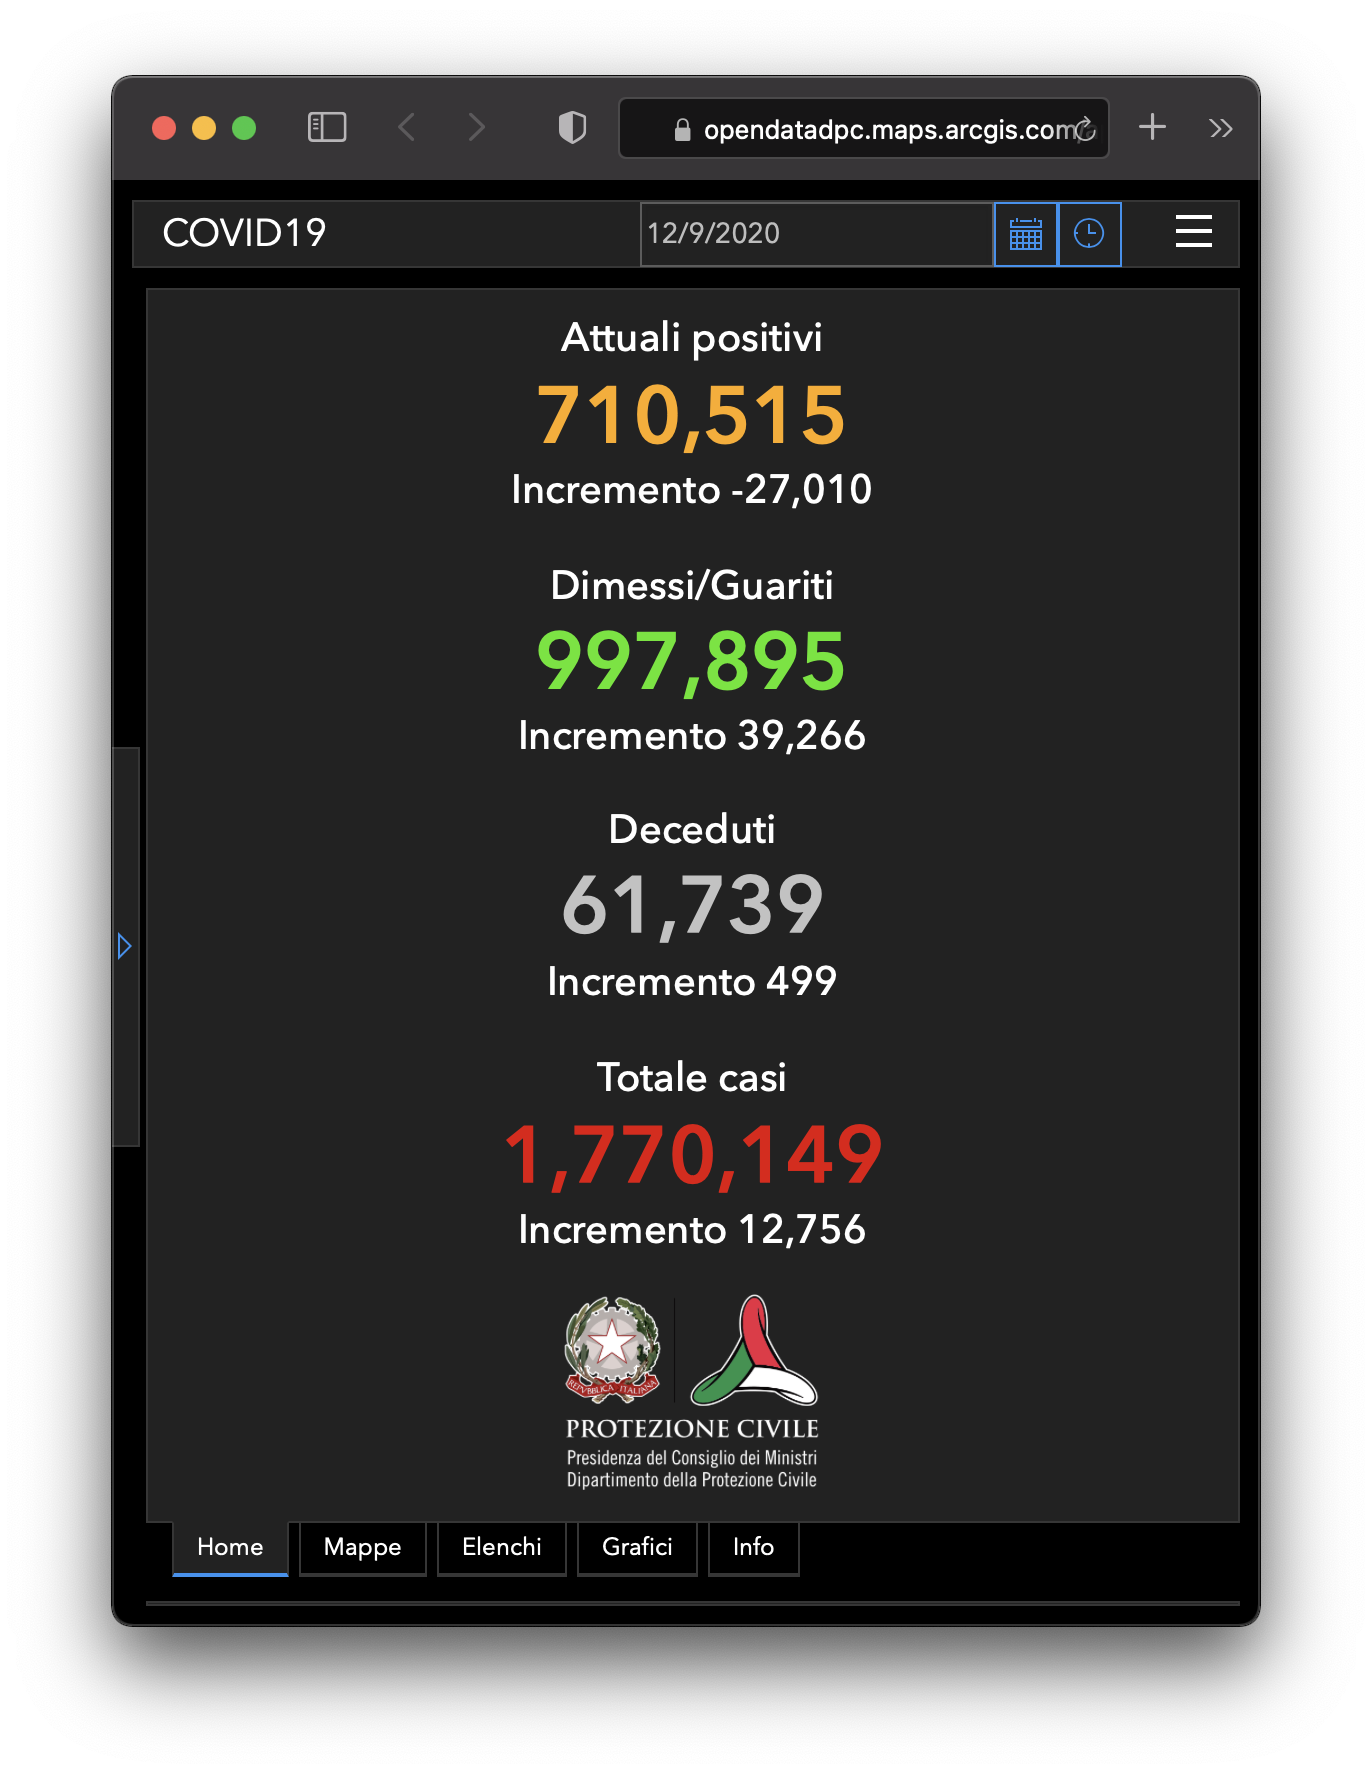 opendatadpc.maps.arcgis.com
COVID19
12/9/2020
Attuali positivi
710,515
Incremento -27,010
Dimessi/Guariti
997,895
Incremento 39,266
Deceduti
61,739
Incremento 499
Totale casi
1,770,149
Incremento 12,756
REPVBBLICA ITALIANA
PROTEZIONE CIVILE
Presidenza del Consiglio dei Ministri
Dipartimento della Protezione Civile
Home Mappe Elenchi Grafici Info